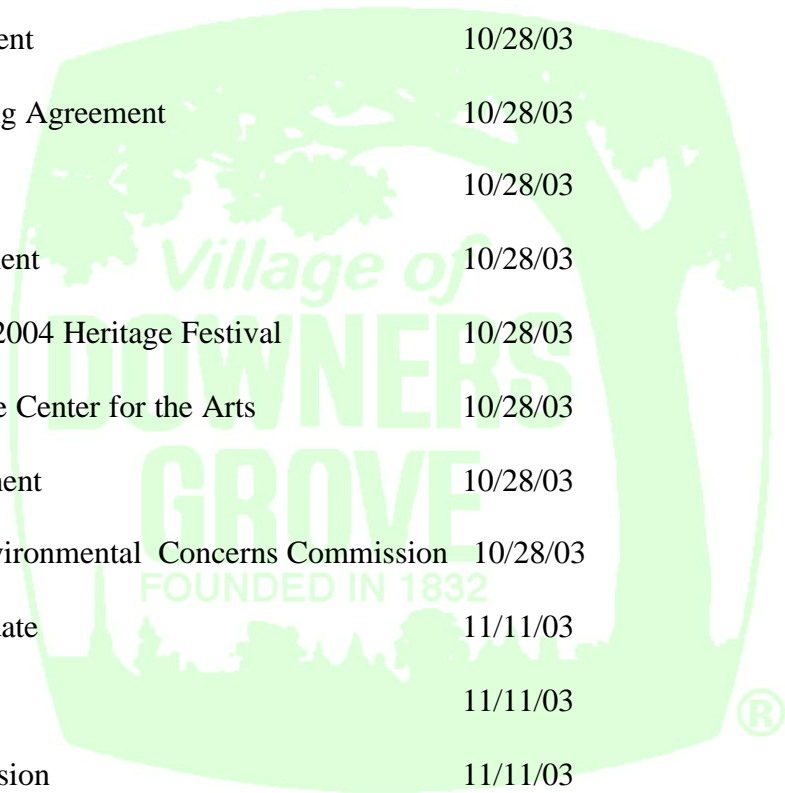 ent 10/28/03
g Agreement 10/28/03
10/28/03
ent 10/28/03
2004 Heritage Festival 10/28/03
e Center for the Arts 10/28/03
ent 10/28/03
vironmental Concerns Commission 10/28/03
ate 11/11/03
11/11/03
sion 11/11/03
Village of
DOWNERS
GROVE
FOUNDED IN 1832
®